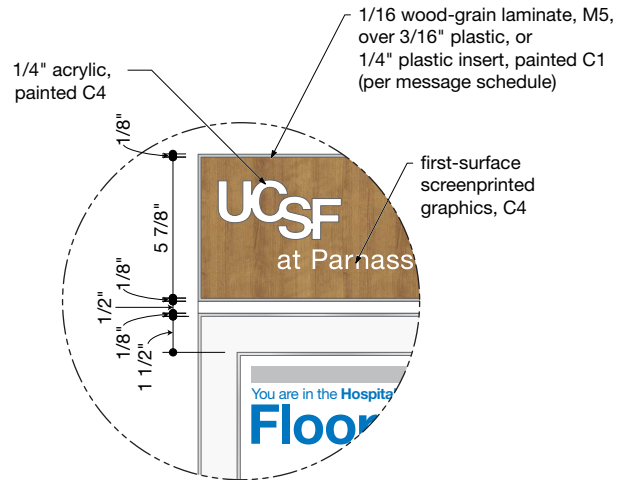 1/16 wood-grain laminate, M5,
over 3/16" plastic, or
1/4" plastic insert, painted C1
(per message schedule)
1/4" acrylic,
painted C4
first-surface
screenprinted
graphics, C4
1/8"
5 7/8"
1/8"
1/2"
1/8"
1 1/2"
UCSF
at Parnass
You are in the Hospita
Floor